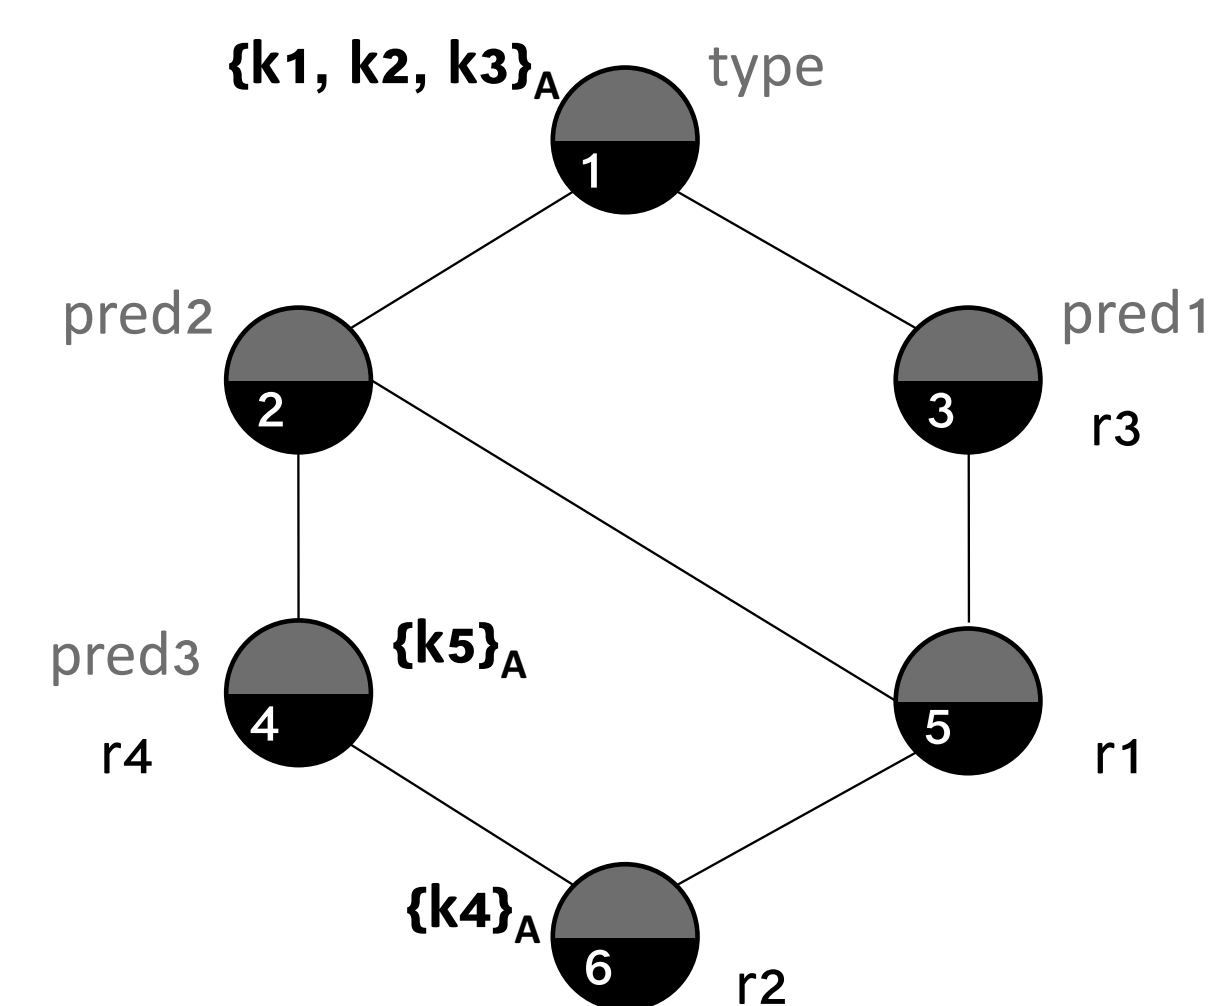 {k1, k2, k3}A
type
1
pred2
pred1
2
3
r3
{k5}A
pred3
4
5
r4
r1
{k4}A
6
r2